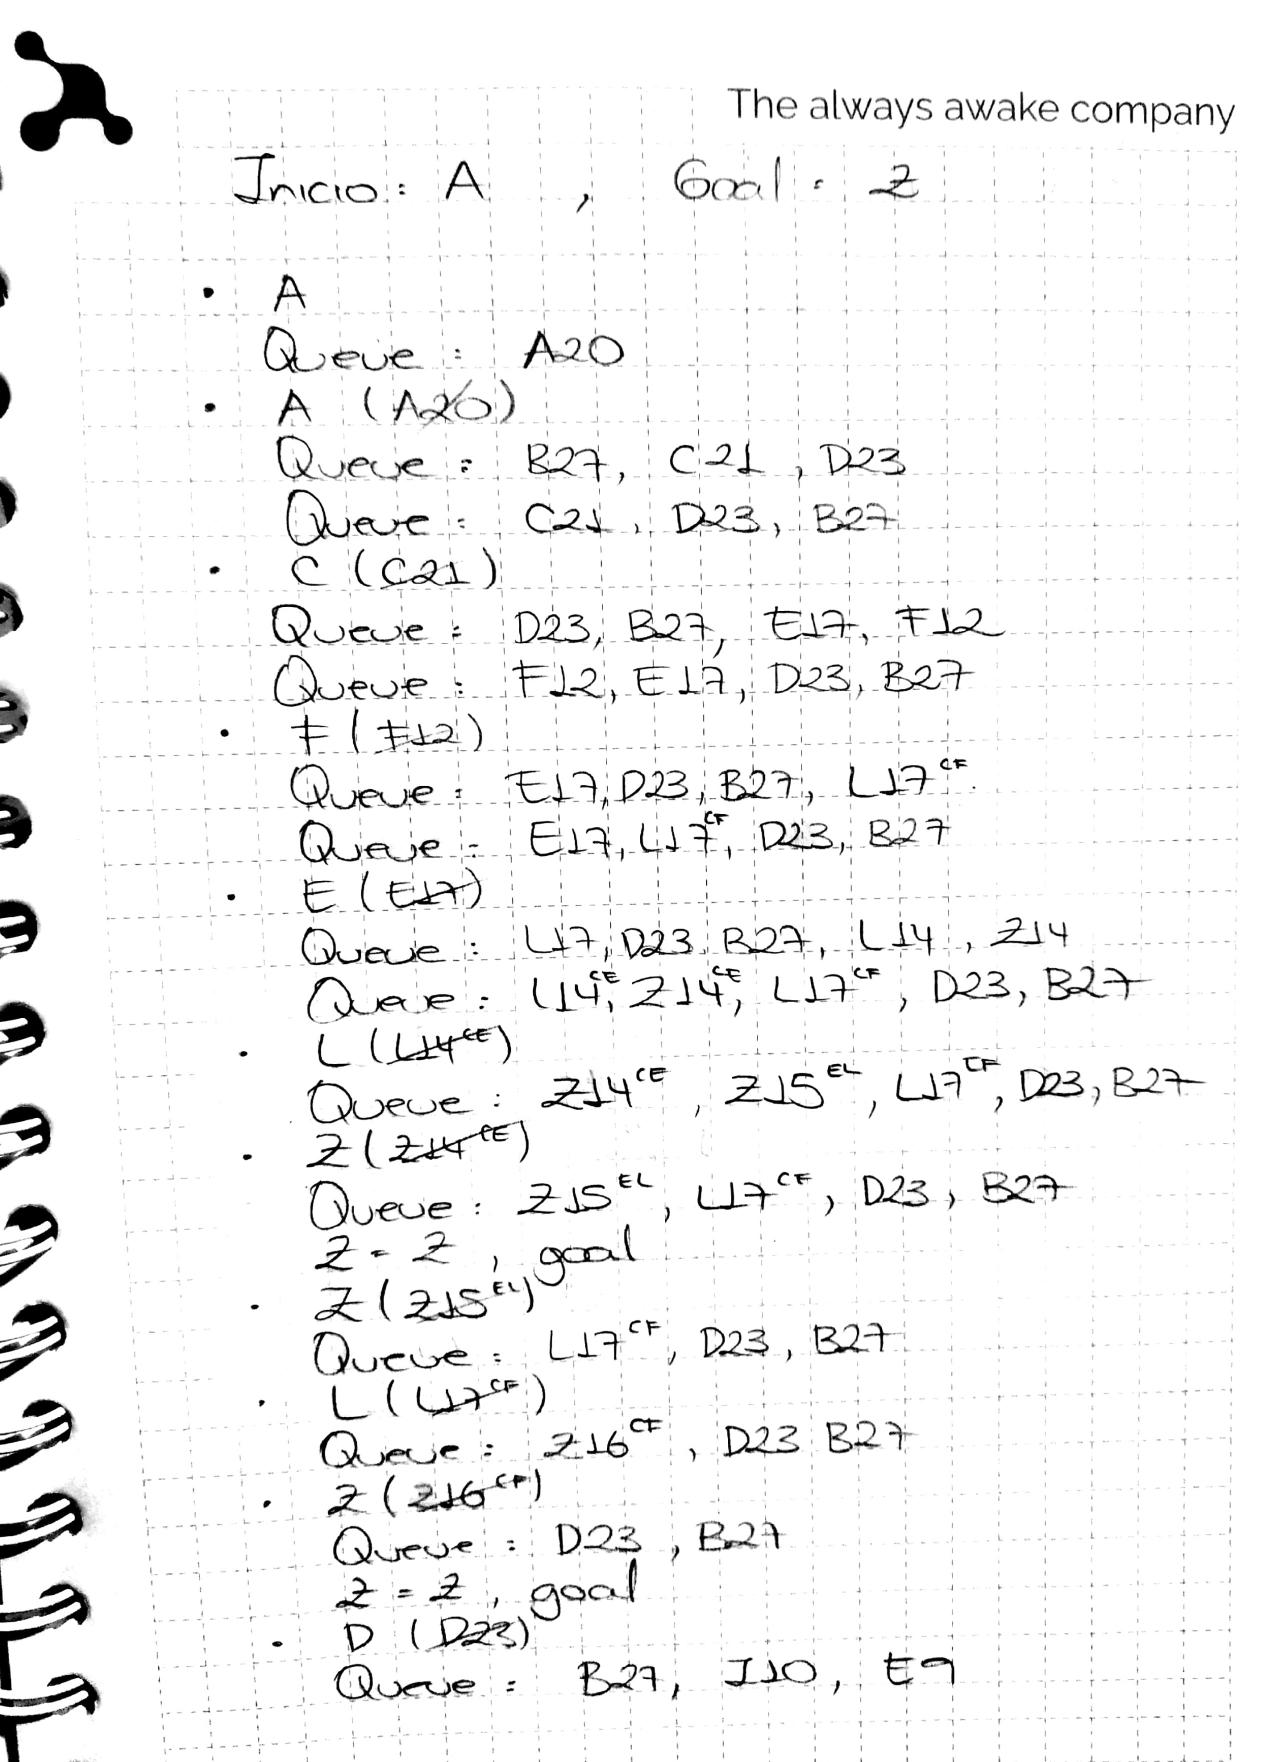 The always awake company
Inicio: A , Goal: Z
• A
Queue: A20
• A (A20)
Queue: B27, C21, D23
Queue: C21, D23, B27
• C (C21)
Queue: D23, B27, E17, F12
Queue: F12, E17, D23, B27
• F (F12)
Queue: E17, D23, B27, L17^CF
Queue: E17, L17^CF, D23, B27
• E (E17)
Queue: L17, D23, B27, L14, Z14
Queue: L14^CE, Z14^CE, L17^CF, D23, B27
• L (L14^CE)
Queue: Z14^CE, Z15^EL, L17^CF, D23, B27
• Z (Z14^CE)
Queue: Z15^EL, L17^CF, D23, B27
Z = Z, goal
• Z (Z15^EL)
Queue: L17^CF, D23, B27
• L (L17^CF)
Queue: Z16^CF, D23 B27
• Z (Z16^CF)
Queue: D23, B27
Z = Z, goal
• D (D23)
Queue: B27, I10, E9